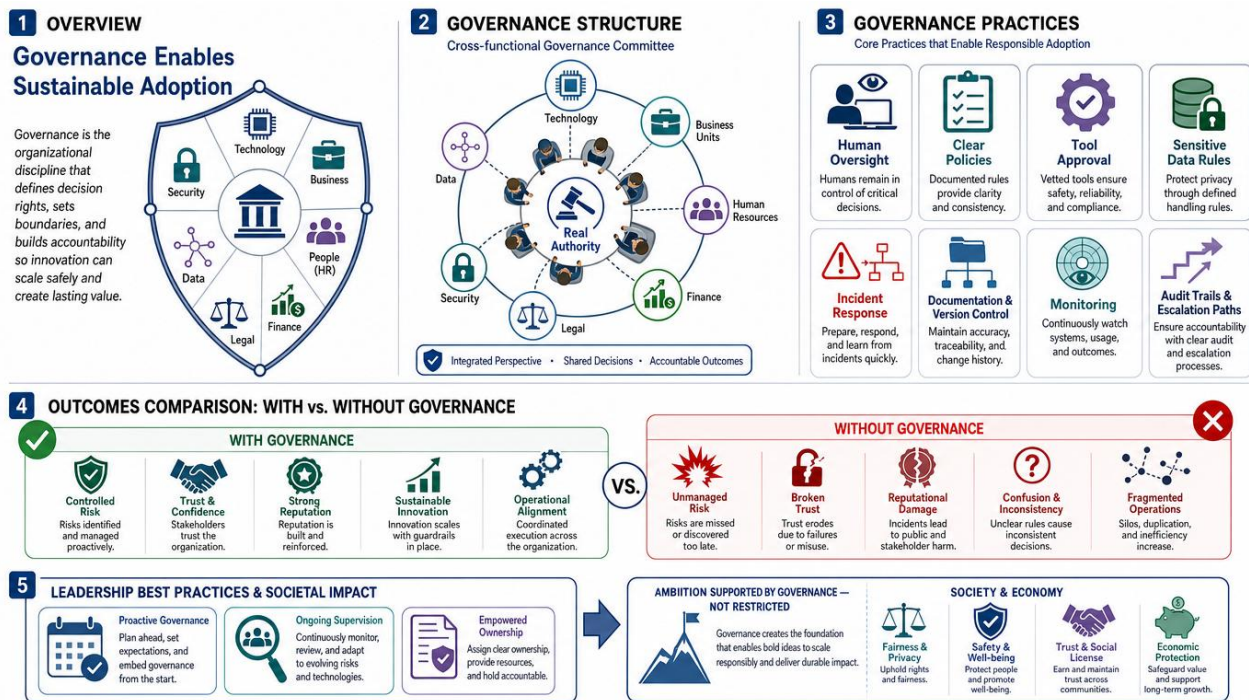 1 OVERVIEW
Governance Enables
Sustainable Adoption
Governance is the
organizational
discipline that
defines decision
rights, sets
boundaries, and
builds accountability
so innovation can
scale safely and
create lasting value.
Technology
Security
Business
Data
People
(HR)
Legal
Finance
2 GOVERNANCE STRUCTURE
Cross-functional Governance Committee
Technology
Business
Units
Data
Human
Resources
Real
Authority
Security
Finance
Legal
Integrated Perspective • Shared Decisions • Accountable Outcomes
3 GOVERNANCE PRACTICES
Core Practices that Enable Responsible Adoption
Human
Oversight
Humans remain in
control of critical
decisions.
Clear
Policies
Documented rules
provide clarity
and consistency.
Tool
Approval
Vetted tools ensure
safety, reliability,
and compliance.
Sensitive
Data Rules
Protect privacy
through defined
handling rules.
Incident
Response
Prepare, respond,
and learn from
incidents quickly.
Documentation &
Version Control
Maintain accuracy,
traceability, and
change history.
Monitoring
Continuously watch
systems, usage,
and outcomes.
Audit Trails &
Escalation Paths
Ensure accountability
with clear audit
and escalation
processes.
4 OUTCOMES COMPARISON: WITH vs. WITHOUT GOVERNANCE
WITH GOVERNANCE
Controlled
Risk
Risks identified
and managed
proactively.
Trust &
Confidence
Stakeholders
trust the
organization.
Strong
Reputation
Reputation is
built and
reinforced.
Sustainable
Innovation
Innovation scales
with guardrails
in place.
Operational
Alignment
Coordinated
execution across
the organization.
VS.
WITHOUT GOVERNANCE
Unmanaged
Risk
Risks are missed
or discovered
too late.
Broken
Trust
Trust erodes
due to failures
or misuse.
Reputational
Damage
Incidents lead
to public and
stakeholder harm.
Confusion &
Inconsistency
Unclear rules cause
inconsistent
decisions.
Fragmented
Operations
Silos, duplication,
and inefficiency
increase.
5 LEADERSHIP BEST PRACTICES & SOCIETAL IMPACT
Proactive Governance
Plan ahead, set
expectations, and
embed governance
from the start.
Ongoing Supervision
Continuously monitor,
review, and adapt
to evolving risks
and technologies.
Empowered
Ownership
Assign clear ownership,
provide resources,
and hold accountable.
AMBITION SUPPORTED BY GOVERNANCE —
NOT RESTRICTED
Governance creates the foundation
that enables bold ideas to scale
responsibly and deliver durable impact.
SOCIETY & ECONOMY
Fairness &
Privacy
Uphold rights
and fairness.
Safety &
Well-being
Protect people
and promote
well-being.
Trust & Social
License
Earn and maintain
trust across
communities.
Economic
Protection
Safeguard value
and support
long-term growth.